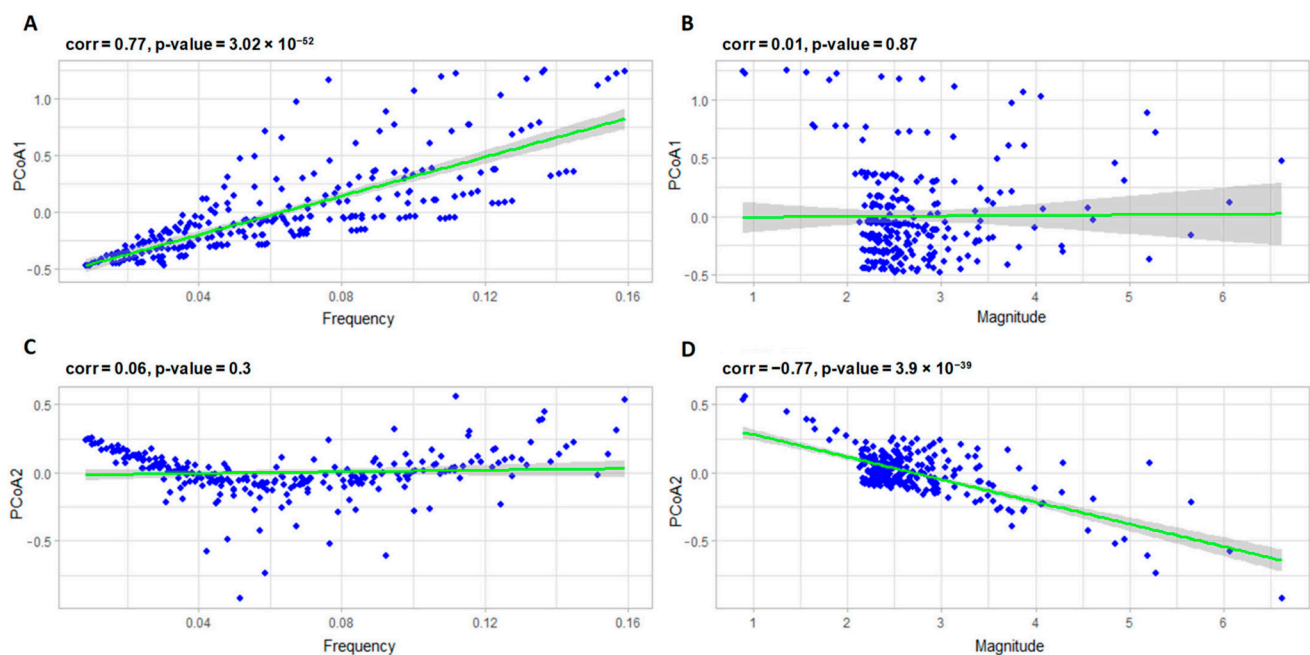 A
corr = 0.77, p-value = 3.02 × 10⁻⁵²
PCoA1
1.0
0.5
0.0
−0.5
0.04 0.08 0.12 0.16
Frequency
B
corr = 0.01, p-value = 0.87
PCoA1
1.0
0.5
0.0
−0.5
1 2 3 4 5 6
Magnitude
C
corr = 0.06, p-value = 0.3
PCoA2
0.5
0.0
−0.5
0.04 0.08 0.12 0.16
Frequency
D
corr = −0.77, p-value = 3.9 × 10⁻³⁹
PCoA2
0.5
0.0
−0.5
1 2 3 4 5 6
Magnitude